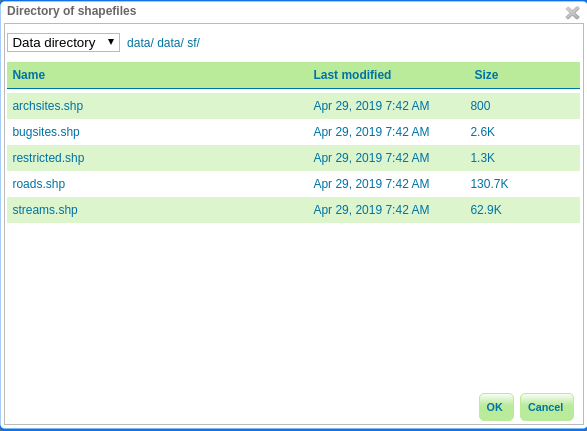 Directory of shapefiles
Data directory data/ data/ sf/
Name Last modified Size
archsites.shp Apr 29, 2019 7:42 AM 800
bugsites.shp Apr 29, 2019 7:42 AM 2.6K
restricted.shp Apr 29, 2019 7:42 AM 1.3K
roads.shp Apr 29, 2019 7:42 AM 130.7K
streams.shp Apr 29, 2019 7:42 AM 62.9K
OK Cancel